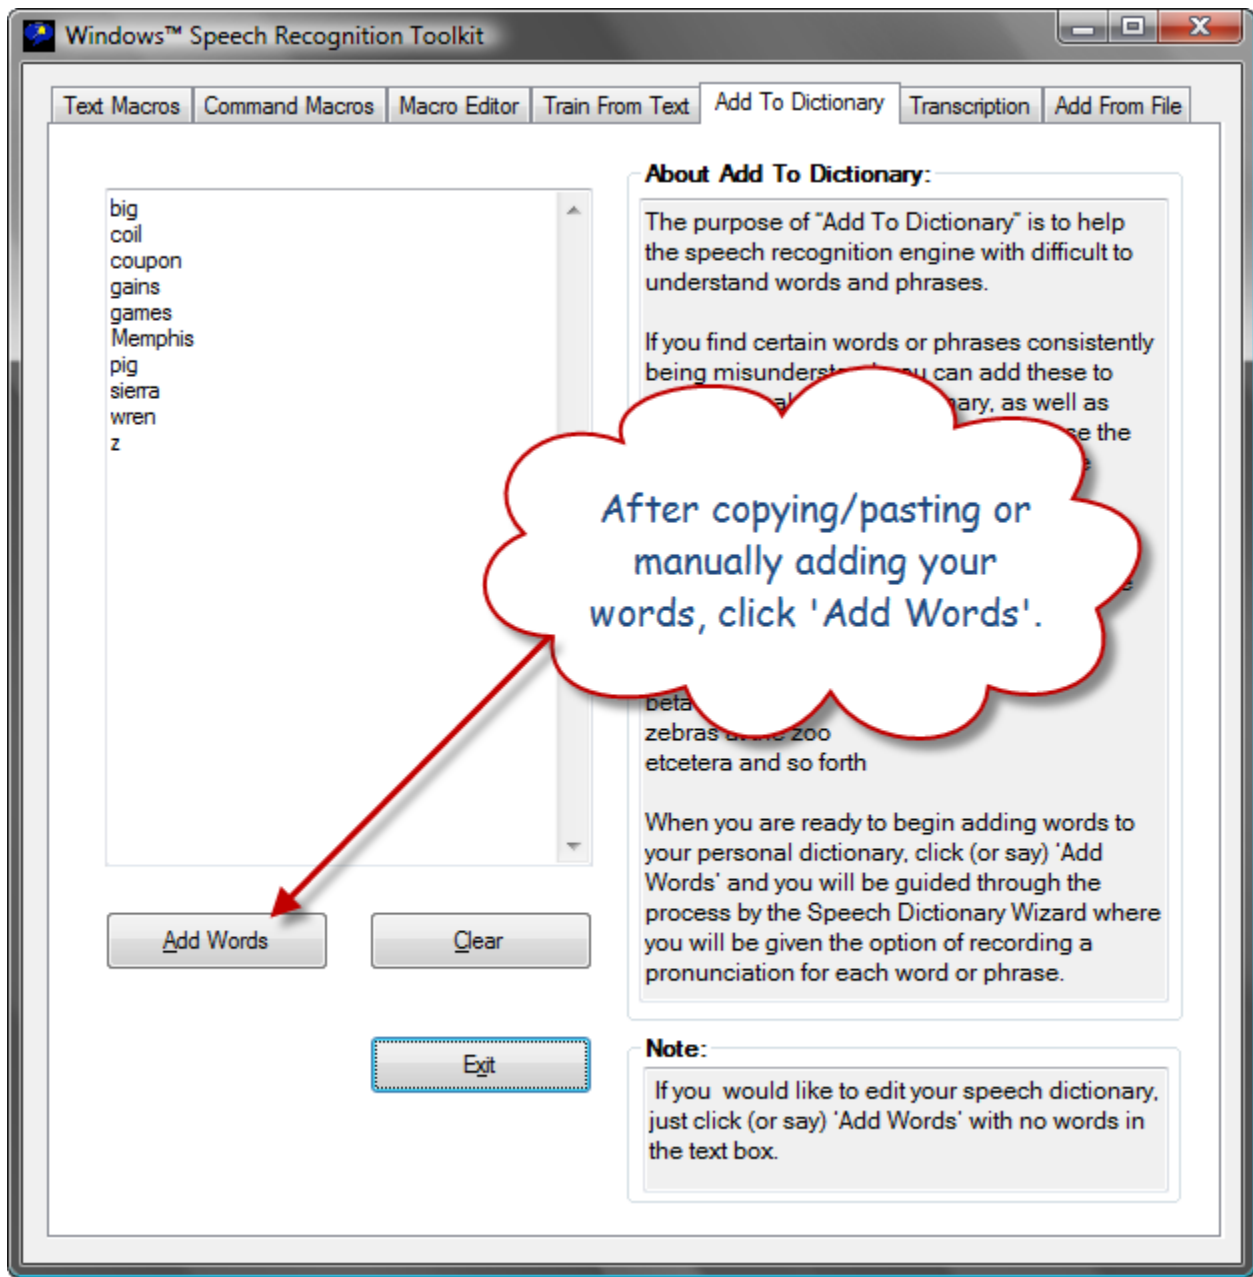 Windows™ Speech Recognition Toolkit
Text Macros
Command Macros
Macro Editor
Train From Text
Add To Dictionary
Transcription
Add From File
big
coil
coupon
gains
games
Memphis
pig
sierra
wren
z
Add Words
Clear
Exit
About Add To Dictionary:
The purpose of "Add To Dictionary" is to help
the speech recognition engine with difficult to
understand words and phrases.
If you find certain words or phrases consistently
being can add these to
as well as
the
After copying/pasting or
manually adding your
words, click 'Add Words'.
beta
zebras zoo
etcetera and so forth
When you are ready to begin adding words to
your personal dictionary, click (or say) 'Add
Words' and you will be guided through the
process by the Speech Dictionary Wizard where
you will be given the option of recording a
pronunciation for each word or phrase.
Note:
If you would like to edit your speech dictionary,
just click (or say) 'Add Words' with no words in
the text box.